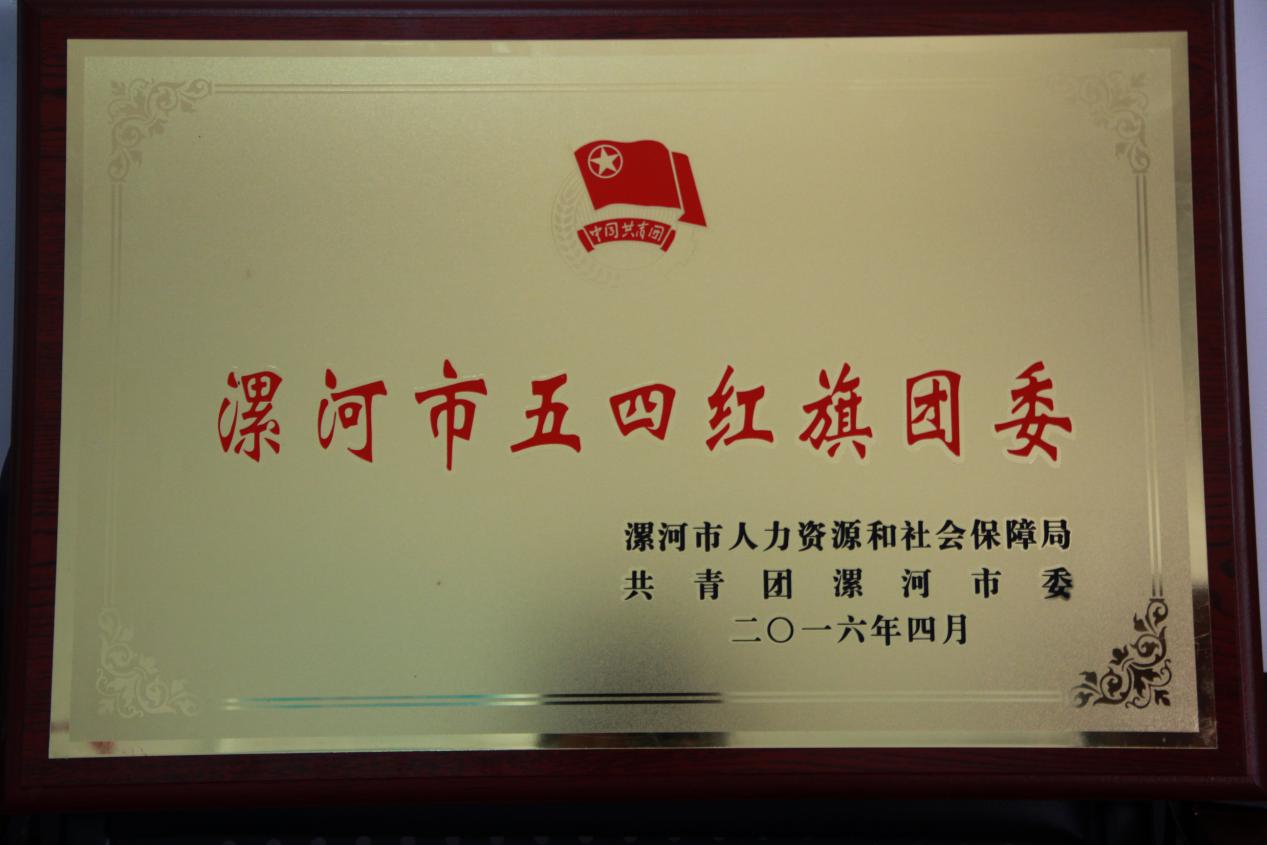 中国共青团
漯河市五四红旗团委
漯河市人力资源和社会保障局
共青团漯河市委
二〇一六年四月